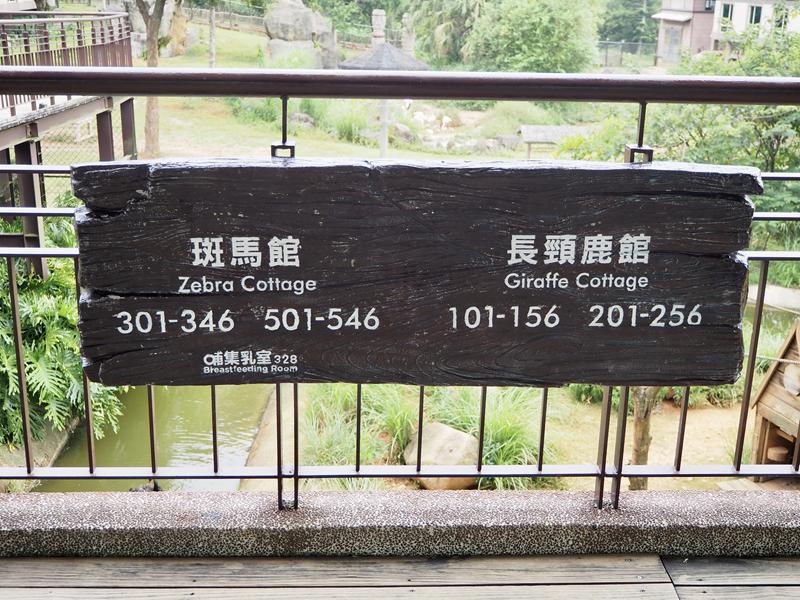 斑馬館
Zebra Cottage
301-346 501-546
哺集乳室 328
Breastfeeding Room
長頸鹿館
Giraffe Cottage
101-156 201-256